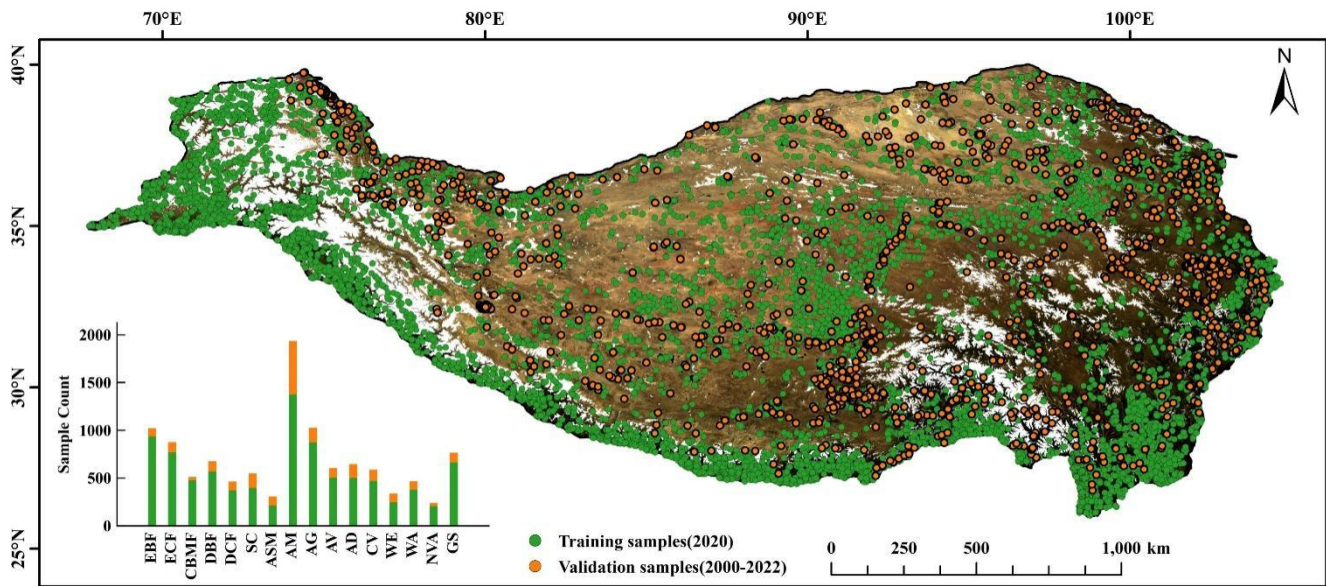 70°E 80°E 90°E 100°E
40°N
35°N
30°N
25°N
N
2000
1500
1000
500
0
Sample Count
EBF
ECF
CBMF
DBF
DCF
SC
ASM
AM
AG
AV
AD
CV
WE
WA
NVA
GS
Training samples(2020)
Validation samples(2000-2022)
0 250 500 1,000 km